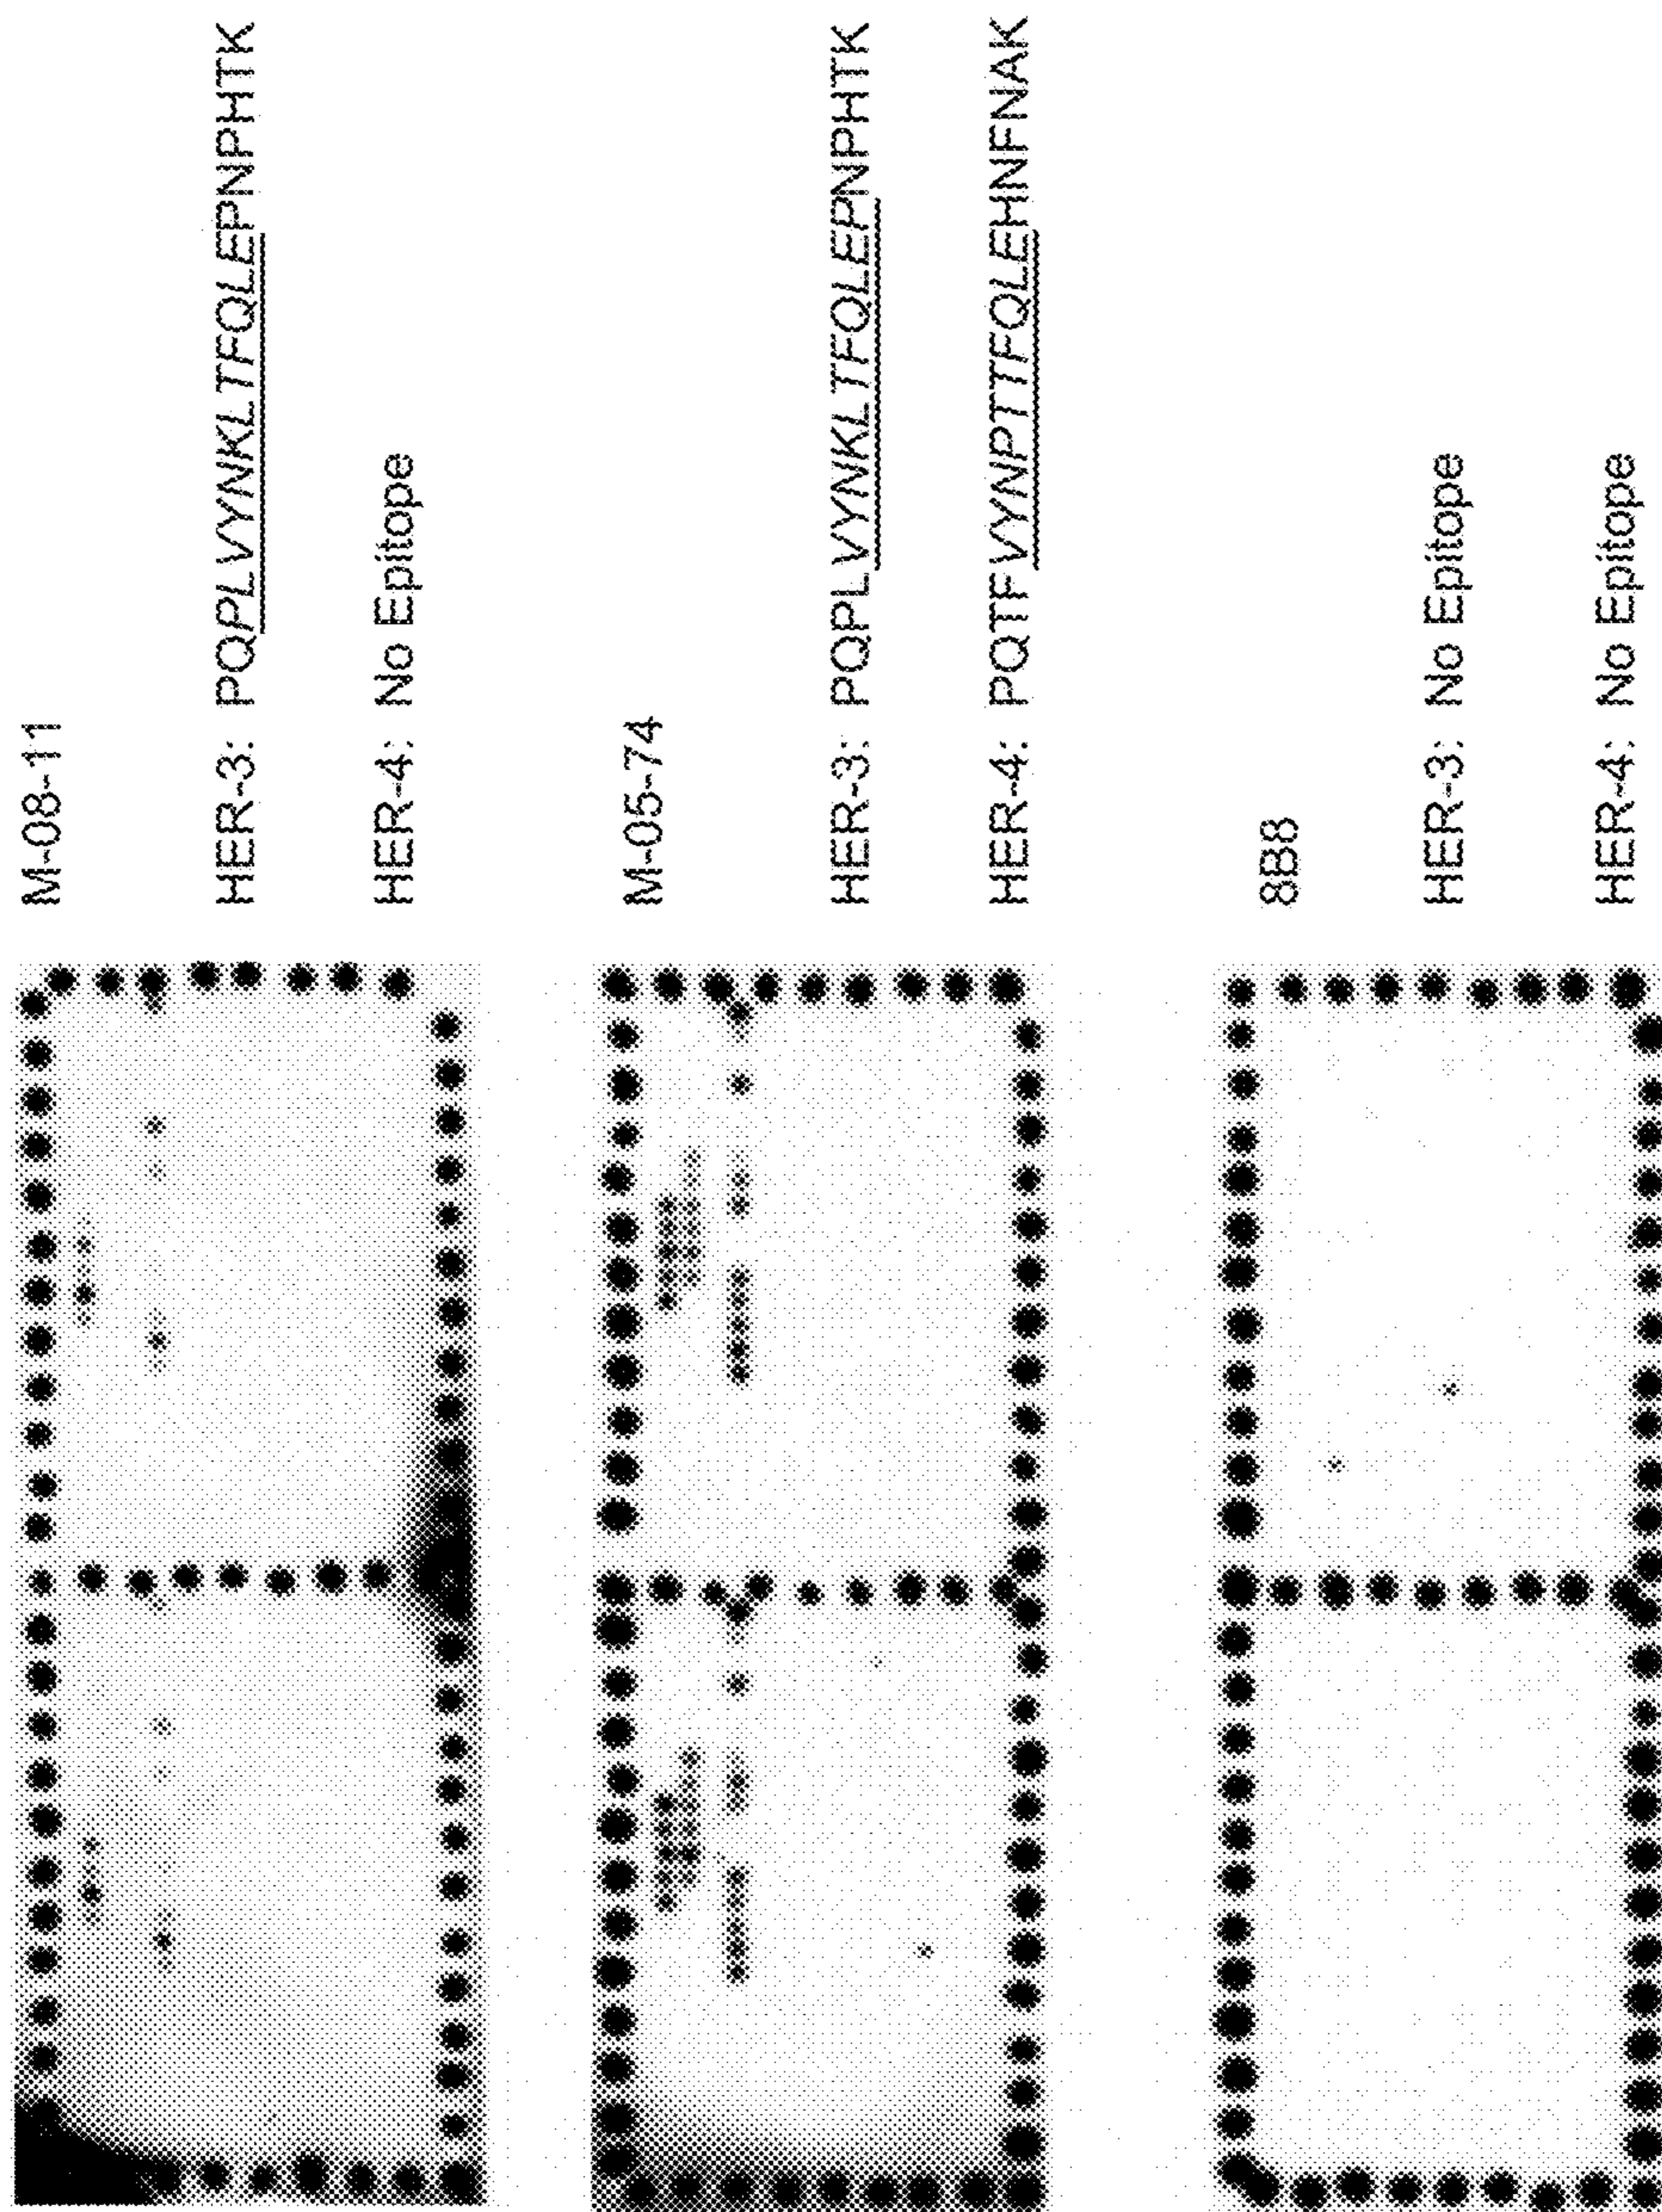 M-08-11
HER-3: PQPLVYNKLTFQLEPNPHTK
HER-4: No Epitope
M-05-74
HER-3: PQPLVYNKLTFQLEPNPHTK
HER-4: PQTFVYNPTTFQLEHNFNAK
8B8
HER-3: No Epitope
HER-4: No Epitope